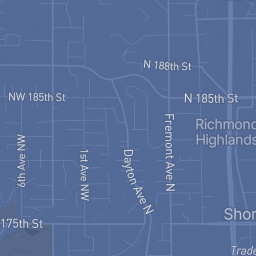 N 188th St
NW 185th St
N 185th St
Richmond
Highlands
Fremont Ave N
6th Ave NW
1st Ave NW
Dayton Ave N
175th St
Shor
Trade